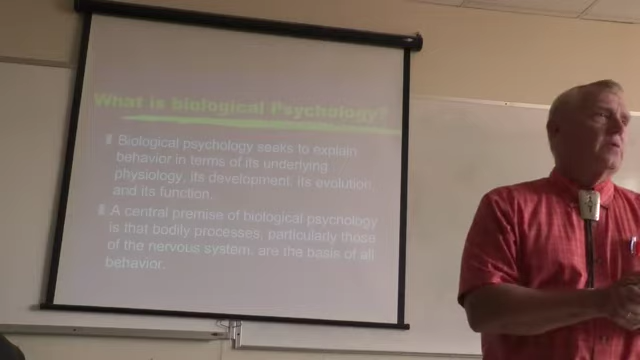 What is biological Psychology?
Biological psychology seeks to explain
behavior in terms of its underlying
physiology, its development, its evolution,
and its function.
A central premise of biological psychology
is that bodily processes, particularly those
of the nervous system, are the basis of all
behavior.